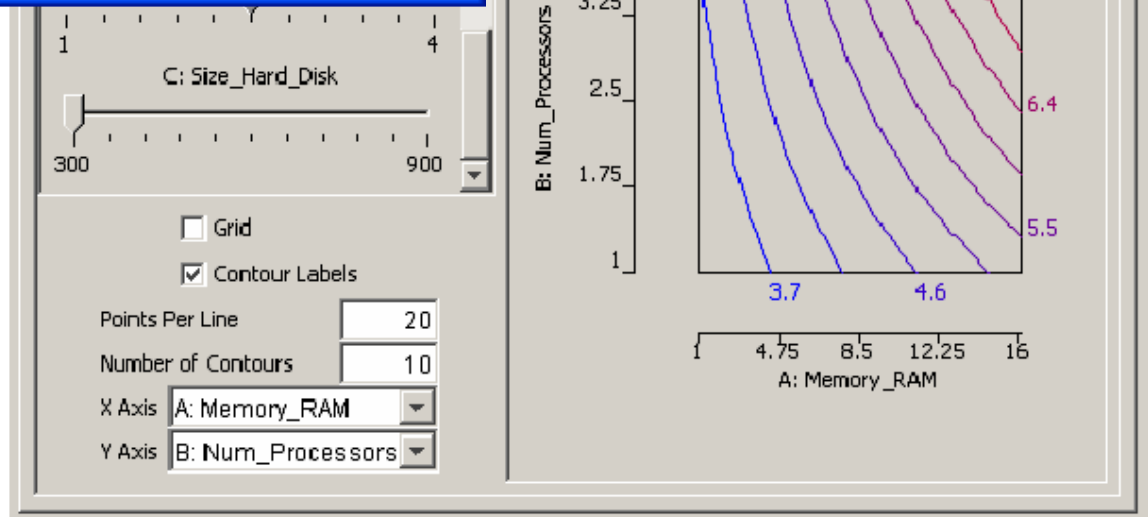 1 4
C: Size_Hard_Disk
300 900
Grid
Contour Labels
Points Per Line 20
Number of Contours 10
X Axis A: Memory_RAM
Y Axis B: Num_Processors
B: Num_Processors
3.25
2.5
1.75
1
6.4
5.5
3.7 4.6
1 4.75 8.5 12.25 16
A: Memory_RAM